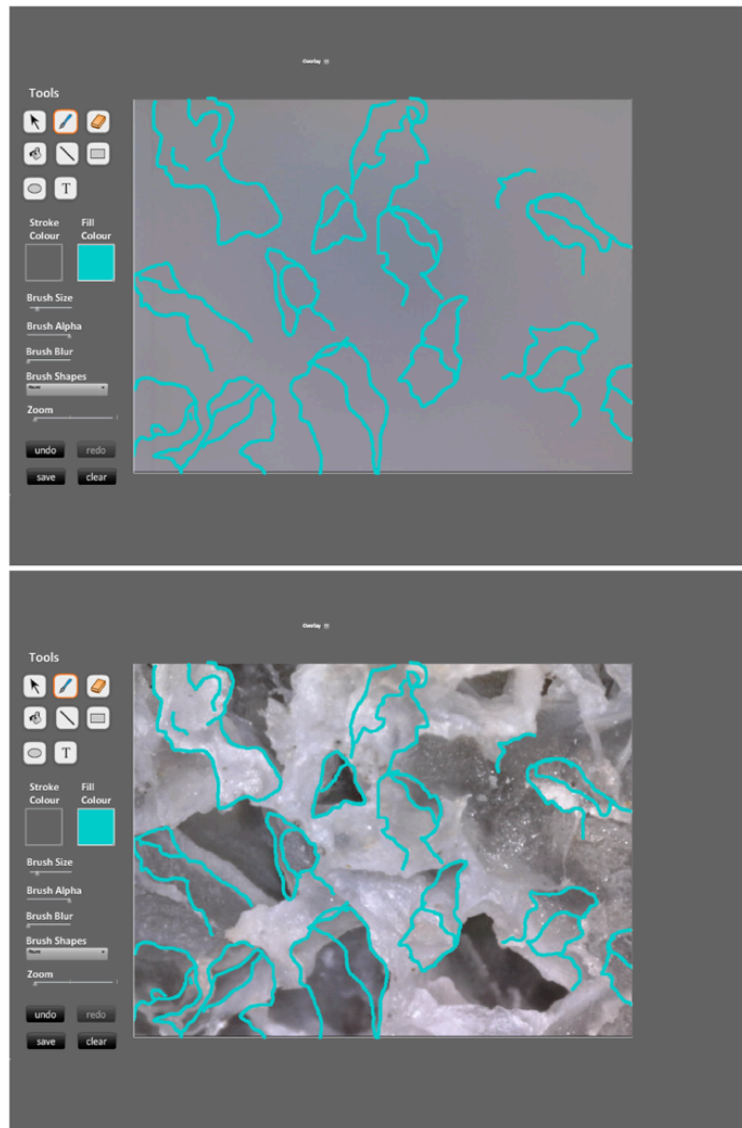 Overlay
Tools
T
Stroke Colour
Fill Colour
Brush Size
Brush Alpha
Brush Blur
Brush Shapes
Zoom
undo redo
save clear
Overlay
Tools
T
Stroke Colour
Fill Colour
Brush Size
Brush Alpha
Brush Blur
Brush Shapes
Zoom
undo redo
save clear